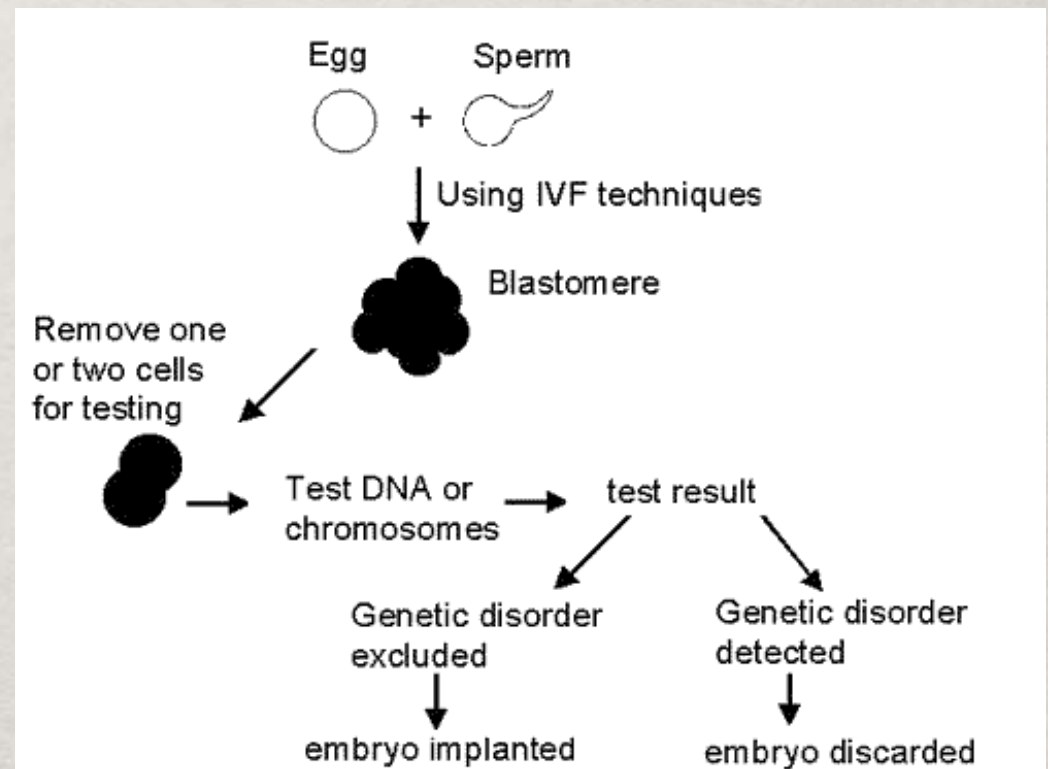 Egg Sperm
+
Using IVF techniques
Blastomere
Remove one
or two cells
for testing
Test DNA or
chromosomes
test result
Genetic disorder
excluded
Genetic disorder
detected
embryo implanted
embryo discarded